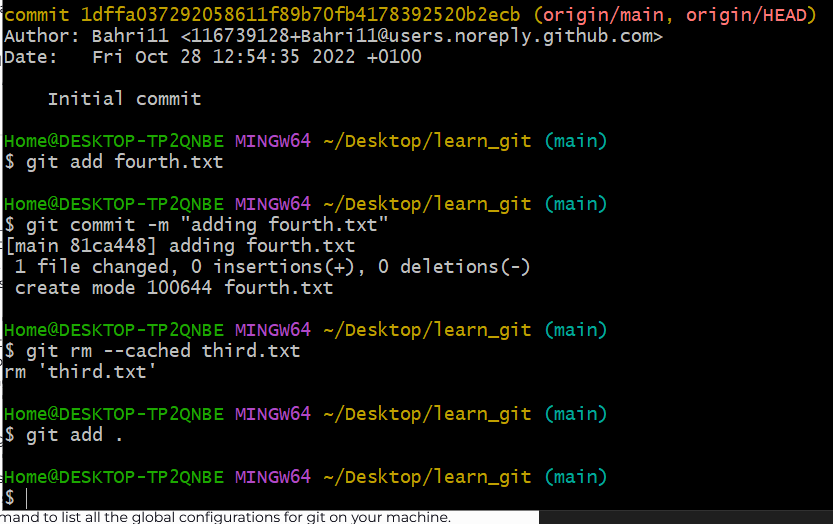 commit 1dffa037292058611f89b70fb4178392520b2ecb (origin/main, origin/HEAD)
Author: Bahri11 <116739128+Bahri11@users.noreply.github.com>
Date:   Fri Oct 28 12:54:35 2022 +0100
    Initial commit
Home@DESKTOP-TP2QNBE MINGW64 ~/Desktop/learn_git (main)
$ git add fourth.txt
Home@DESKTOP-TP2QNBE MINGW64 ~/Desktop/learn_git (main)
$ git commit -m "adding fourth.txt"
[main 81ca448] adding fourth.txt
 1 file changed, 0 insertions(+), 0 deletions(-)
 create mode 100644 fourth.txt
Home@DESKTOP-TP2QNBE MINGW64 ~/Desktop/learn_git (main)
$ git rm --cached third.txt
rm 'third.txt'
Home@DESKTOP-TP2QNBE MINGW64 ~/Desktop/learn_git (main)
$ git add .
Home@DESKTOP-TP2QNBE MINGW64 ~/Desktop/learn_git (main)
$
mand to list all the global configurations for git on your machine.